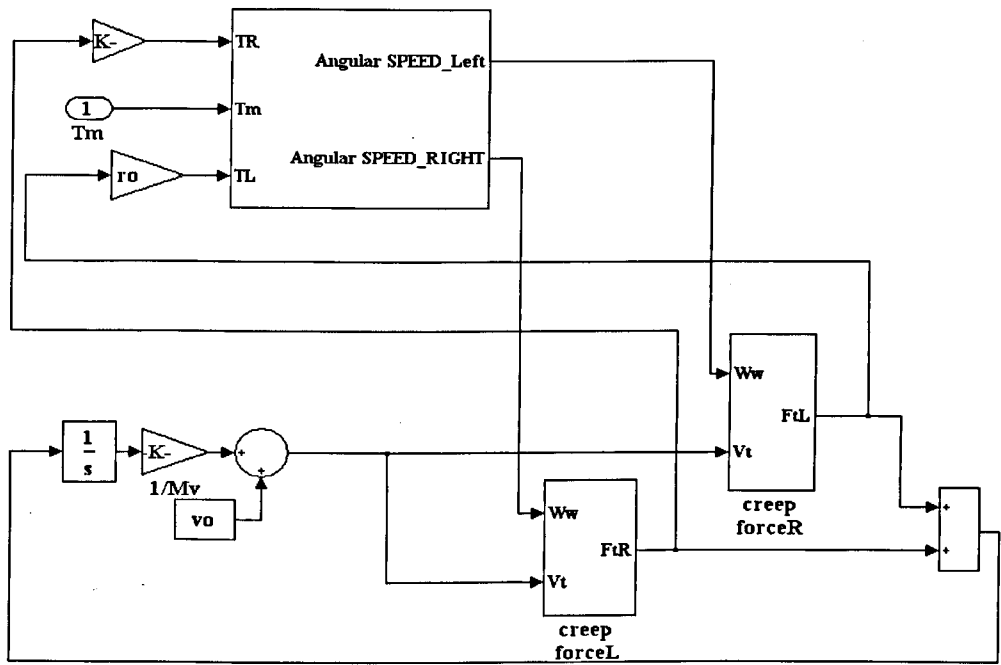 K-
TR
Angular SPEED_Left
1
Tm
Tm
Angular SPEED_RIGHT
ro
TL
Ww
FtL
Vt
creep
forceR
1
s
-K-
+
+
1/Mv
vo
Ww
FtR
Vt
creep
forceL
+
+